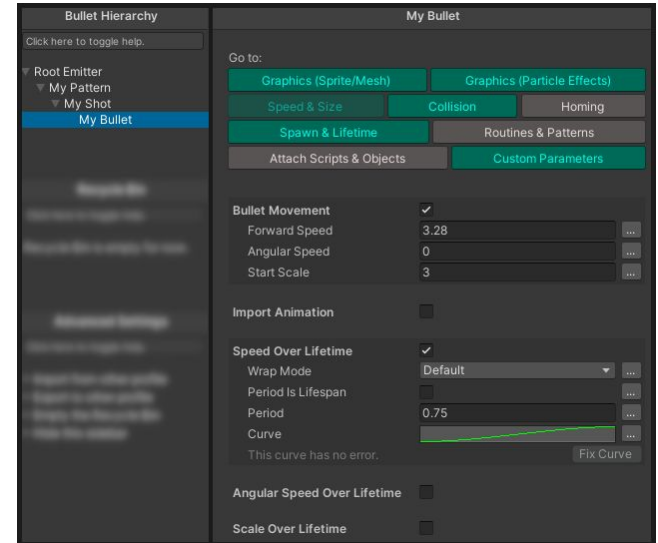 Bullet Hierarchy
Click here to toggle help.
Root Emitter
My Pattern
My Shot
My Bullet
My Bullet
Go to:
Graphics (Sprite/Mesh) Graphics (Particle Effects)
Speed & Size Collision Homing
Spawn & Lifetime Routines & Patterns
Attach Scripts & Objects Custom Parameters
Bullet Movement
Forward Speed 3.28 ...
Angular Speed 0 ...
Start Scale 3 ...
Import Animation
Speed Over Lifetime
Wrap Mode Default ...
Period Is Lifespan ...
Period 0.75 ...
Curve ...
This curve has no error. Fix Curve
Angular Speed Over Lifetime
Scale Over Lifetime